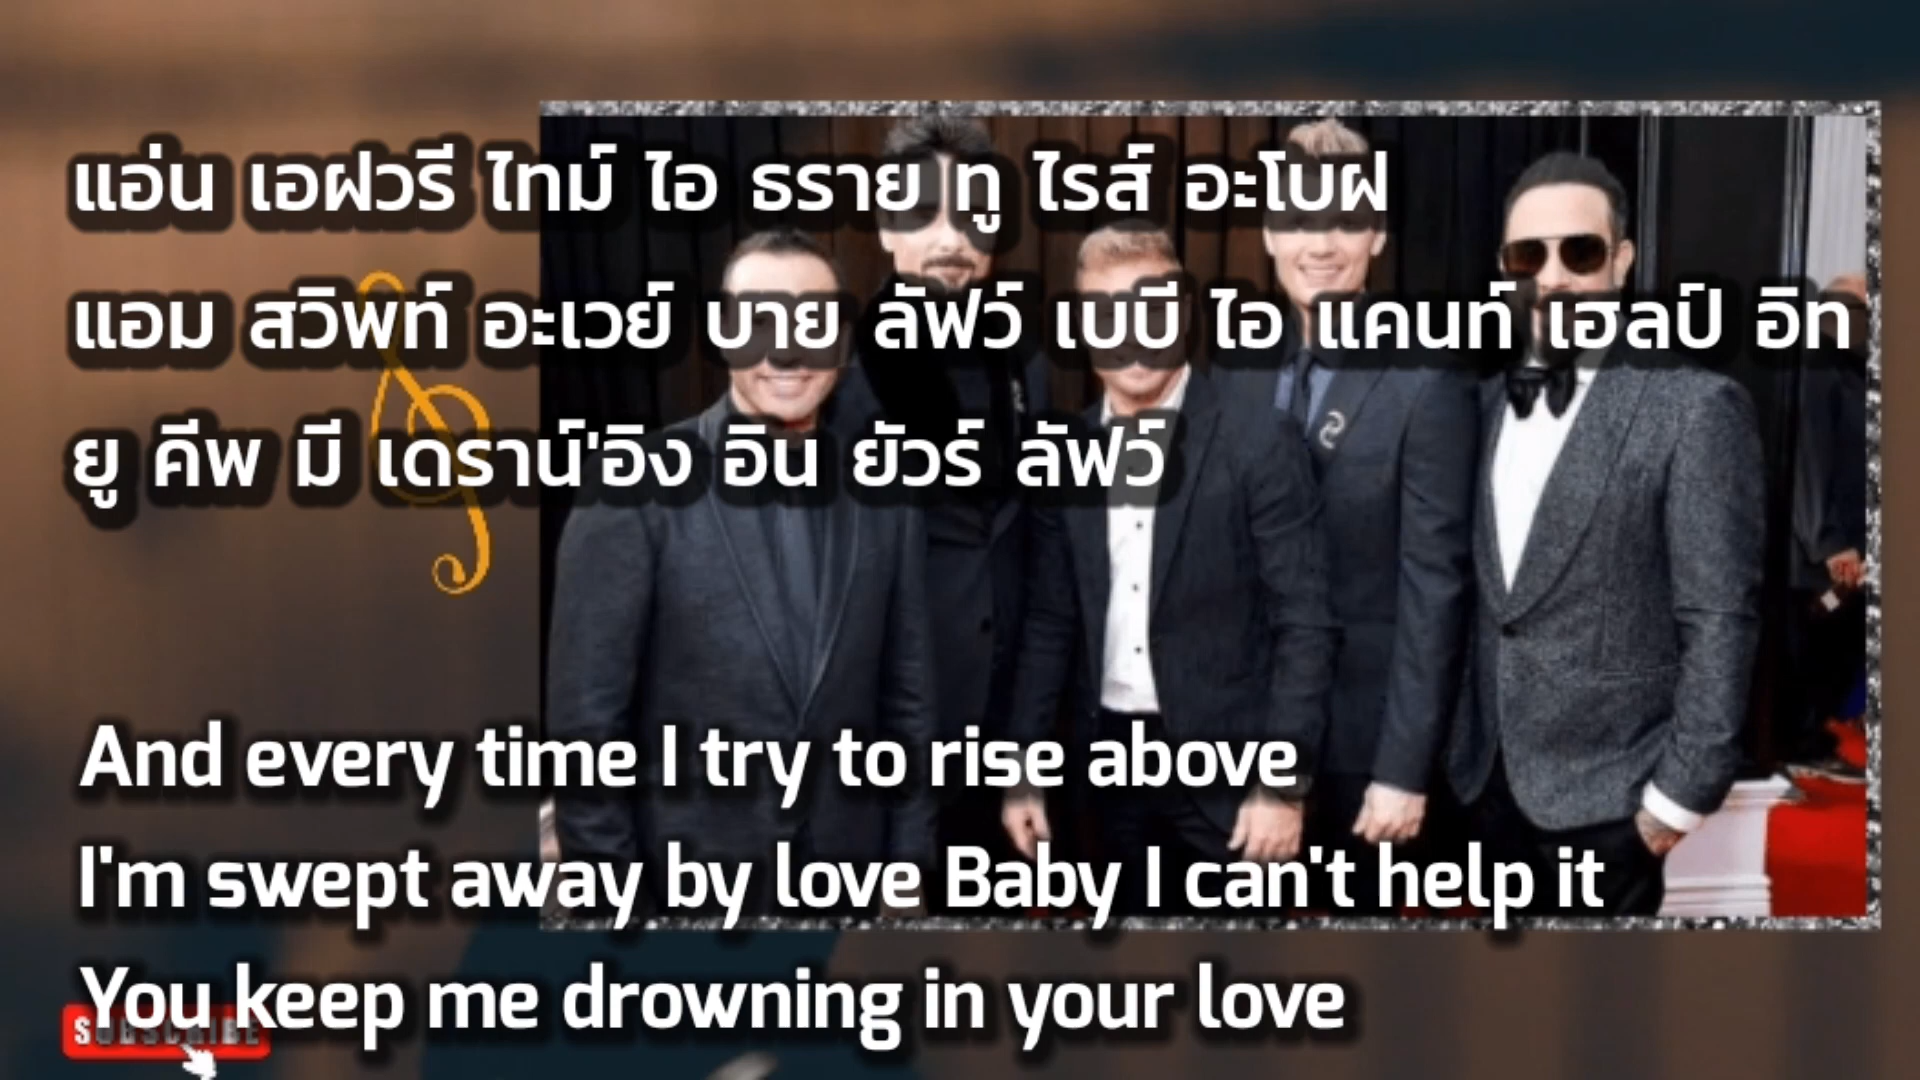 แอ่น เอฝวรี ไทม์ ไอ ธราย ทู ไรส์ อะโบฝ
แอม สวิพท์ อะเวย์ บาย ลัฟว์ เบบี ไอ แคนท์ เฮลป์ อิท
ยู คีพ มี เดราน์'อิง อิน ยัวร์ ลัฟว์
And every time I try to rise above
I'm swept away by love Baby I can't help it
You keep me drowning in your love
SUBSCRIBE